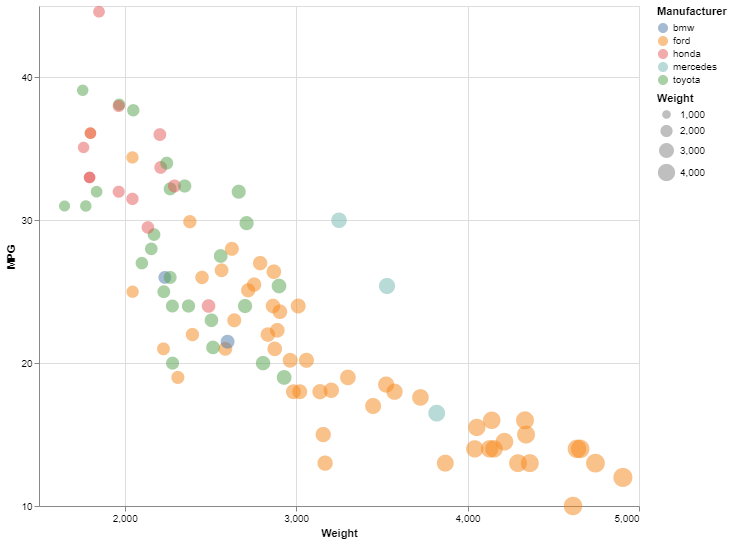 Manufacturer
bmw
ford
honda
mercedes
toyota
Weight
1,000
2,000
3,000
4,000
MPG
40
30
20
10
2,000 3,000 4,000 5,000
Weight